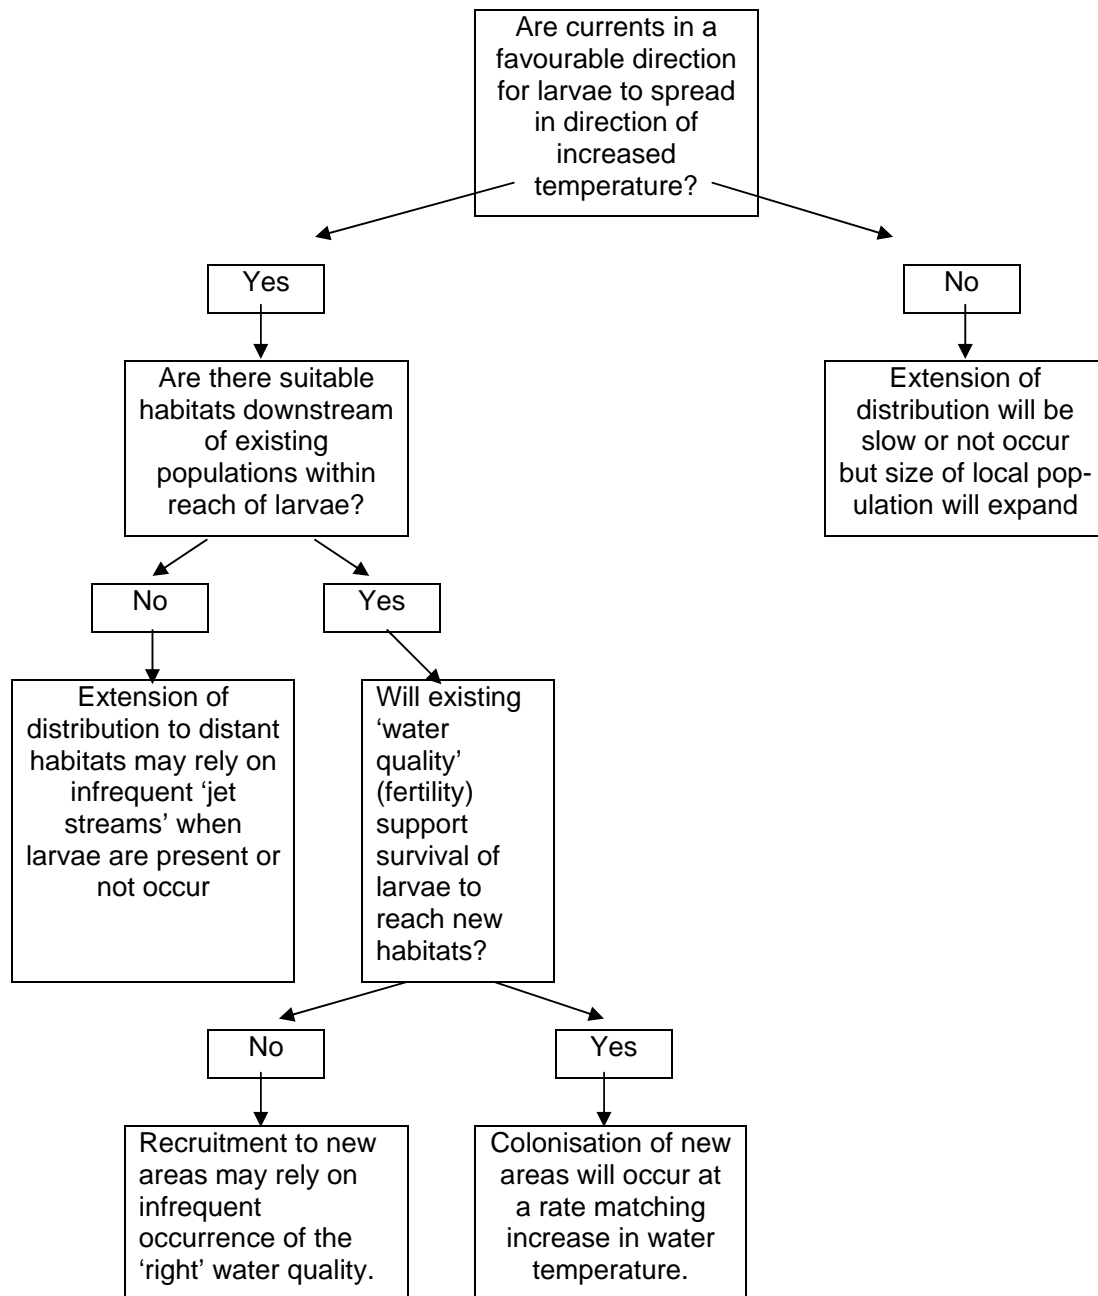 Are currents in a
favourable direction
for larvae to spread
in direction of
increased
temperature?
Yes
No
Are there suitable
habitats downstream
of existing
populations within
reach of larvae?
Extension of
distribution will be
slow or not occur
but size of local pop-
ulation will expand
No
Yes
Extension of
distribution to distant
habitats may rely on
infrequent ‘jet
streams’ when
larvae are present or
not occur
Will existing
‘water
quality’
(fertility)
support
survival of
larvae to
reach new
habitats?
No
Yes
Recruitment to new
areas may rely on
infrequent
occurrence of the
‘right’ water quality.
Colonisation of new
areas will occur at
a rate matching
increase in water
temperature.